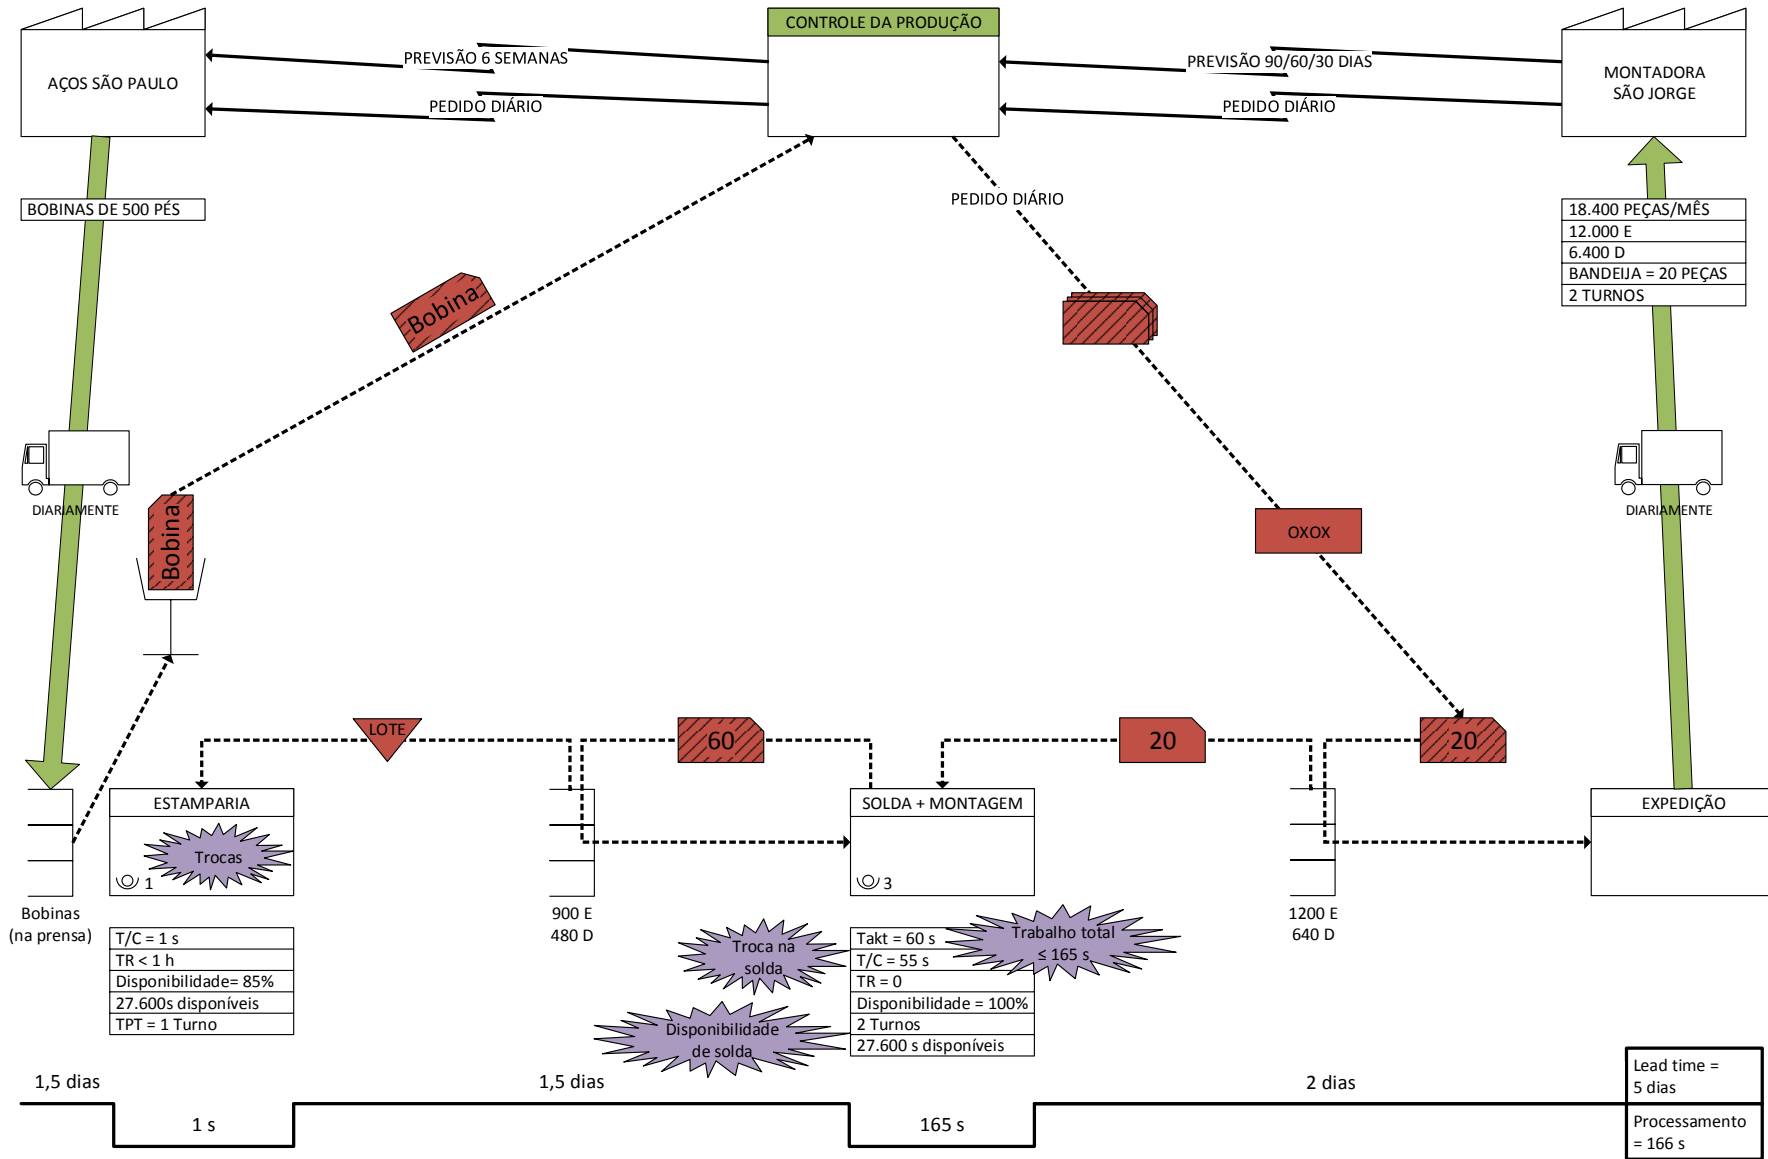 CONTROLE DA PRODUÇÃO
AÇOS SÃO PAULO
PREVISÃO 6 SEMANAS
PEDIDO DIÁRIO
PREVISÃO 90/60/30 DIAS
PEDIDO DIÁRIO
MONTADORA
SÃO JORGE
BOBINAS DE 500 PÉS
PEDIDO DIÁRIO
18.400 PEÇAS/MÊS
12.000 E
6.400 D
BANDEIJA = 20 PEÇAS
2 TURNOS
Bobina
DIARIAMENTE
Bobina
OXOX
DIARIAMENTE
LOTE
60
20
20
ESTAMPARIA
Trocas
1
SOLDA + MONTAGEM
3
EXPEDIÇÃO
Bobinas
(na prensa)
900 E
480 D
1200 E
640 D
T/C = 1 s
TR < 1 h
Disponibilidade= 85%
27.600s disponíveis
TPT = 1 Turno
Troca na
solda
Disponibilidade
de solda
Takt = 60 s
T/C = 55 s
TR = 0
Disponibilidade = 100%
2 Turnos
27.600 s disponíveis
Trabalho total
≤ 165 s
1,5 dias
1 s
1,5 dias
165 s
2 dias
Lead time =
5 dias
Processamento
= 166 s